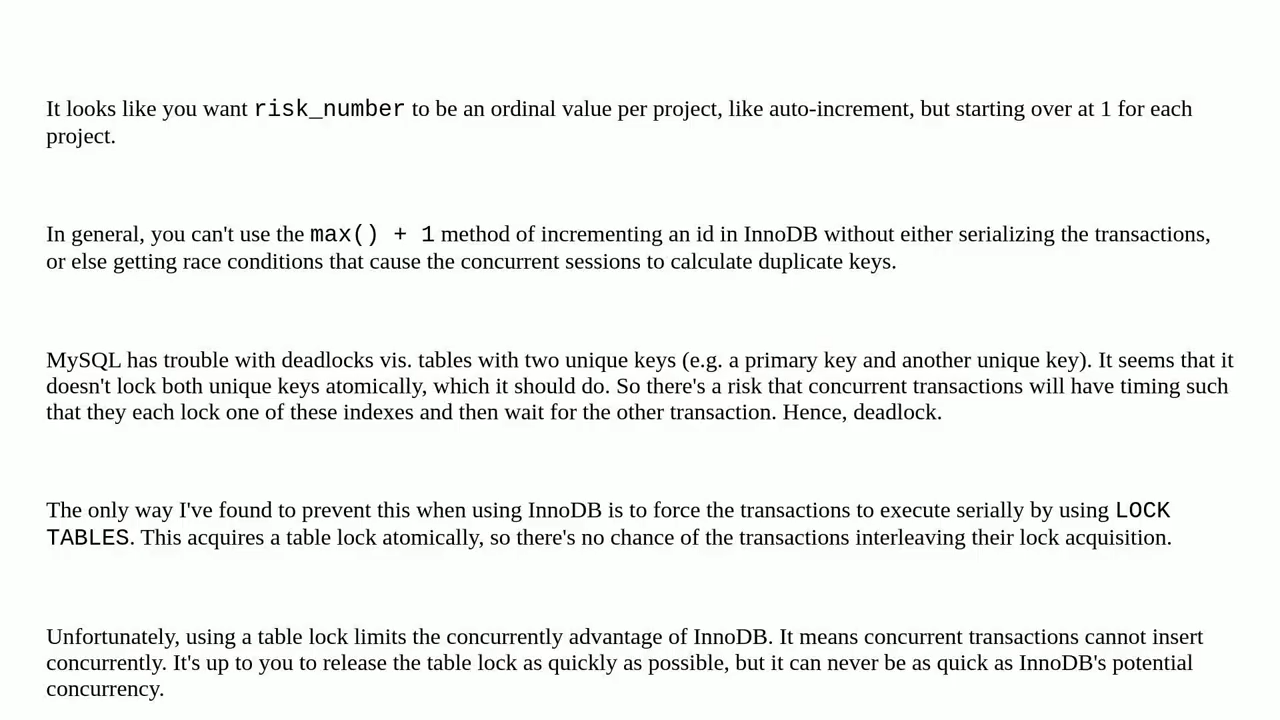 It looks like you want risk_number to be an ordinal value per project, like auto-increment, but starting over at 1 for each
project.
In general, you can't use the max() + 1 method of incrementing an id in InnoDB without either serializing the transactions,
or else getting race conditions that cause the concurrent sessions to calculate duplicate keys.
MySQL has trouble with deadlocks vis. tables with two unique keys (e.g. a primary key and another unique key). It seems that it
doesn't lock both unique keys atomically, which it should do. So there's a risk that concurrent transactions will have timing such
that they each lock one of these indexes and then wait for the other transaction. Hence, deadlock.
The only way I've found to prevent this when using InnoDB is to force the transactions to execute serially by using LOCK
TABLES. This acquires a table lock atomically, so there's no chance of the transactions interleaving their lock acquisition.
Unfortunately, using a table lock limits the concurrently advantage of InnoDB. It means concurrent transactions cannot insert
concurrently. It's up to you to release the table lock as quickly as possible, but it can never be as quick as InnoDB's potential
concurrency.